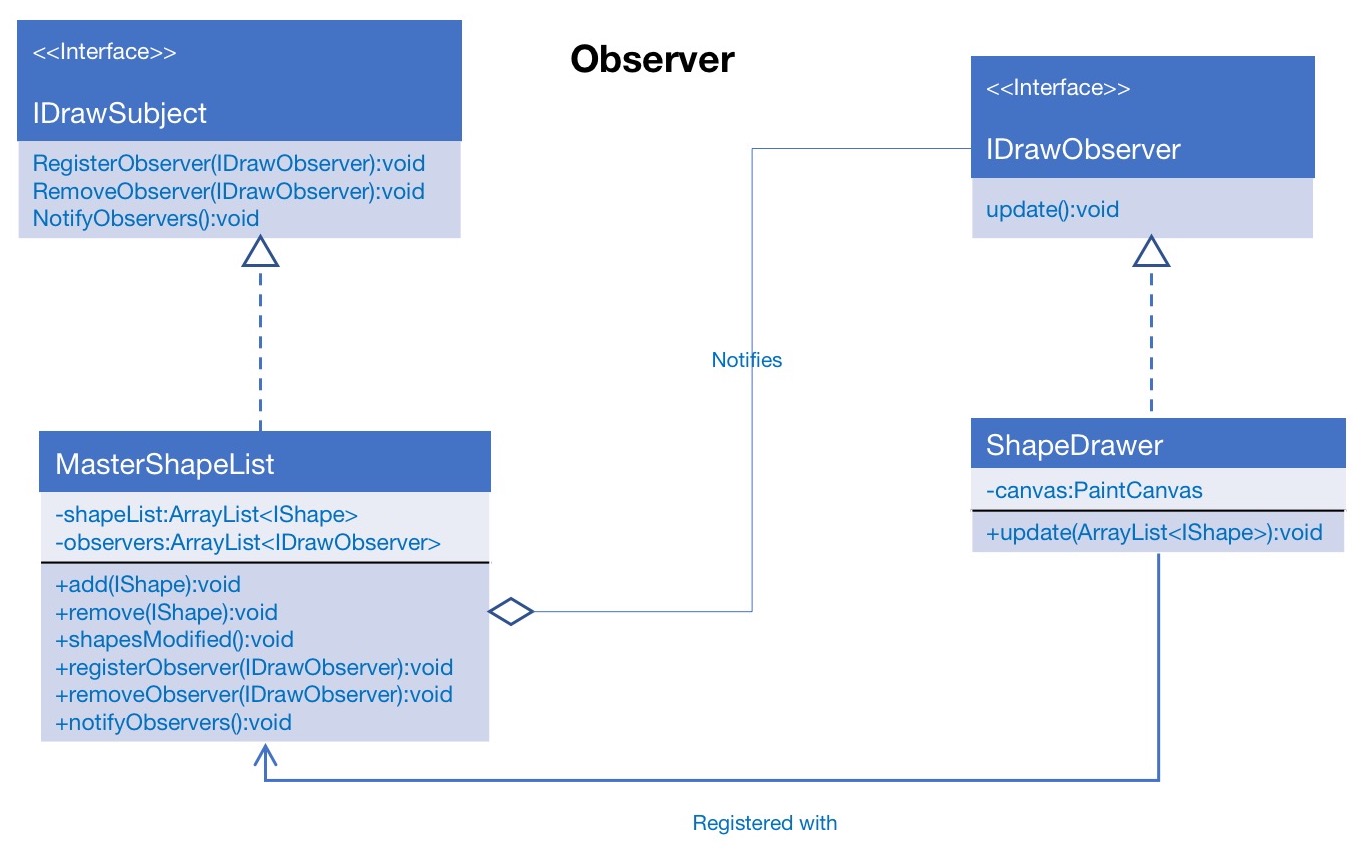 Observer
<<Interface>>
IDrawSubject
RegisterObserver(IDrawObserver):void
RemoveObserver(IDrawObserver):void
NotifyObservers():void
<<Interface>>
IDrawObserver
update():void
Notifies
MasterShapeList
-shapeList:ArrayList<IShape>
-observers:ArrayList<IDrawObserver>
+add(IShape):void
+remove(IShape):void
+shapesModified():void
+registerObserver(IDrawObserver):void
+removeObserver(IDrawObserver):void
+notifyObservers():void
ShapeDrawer
-canvas:PaintCanvas
+update(ArrayList<IShape>):void
Registered with